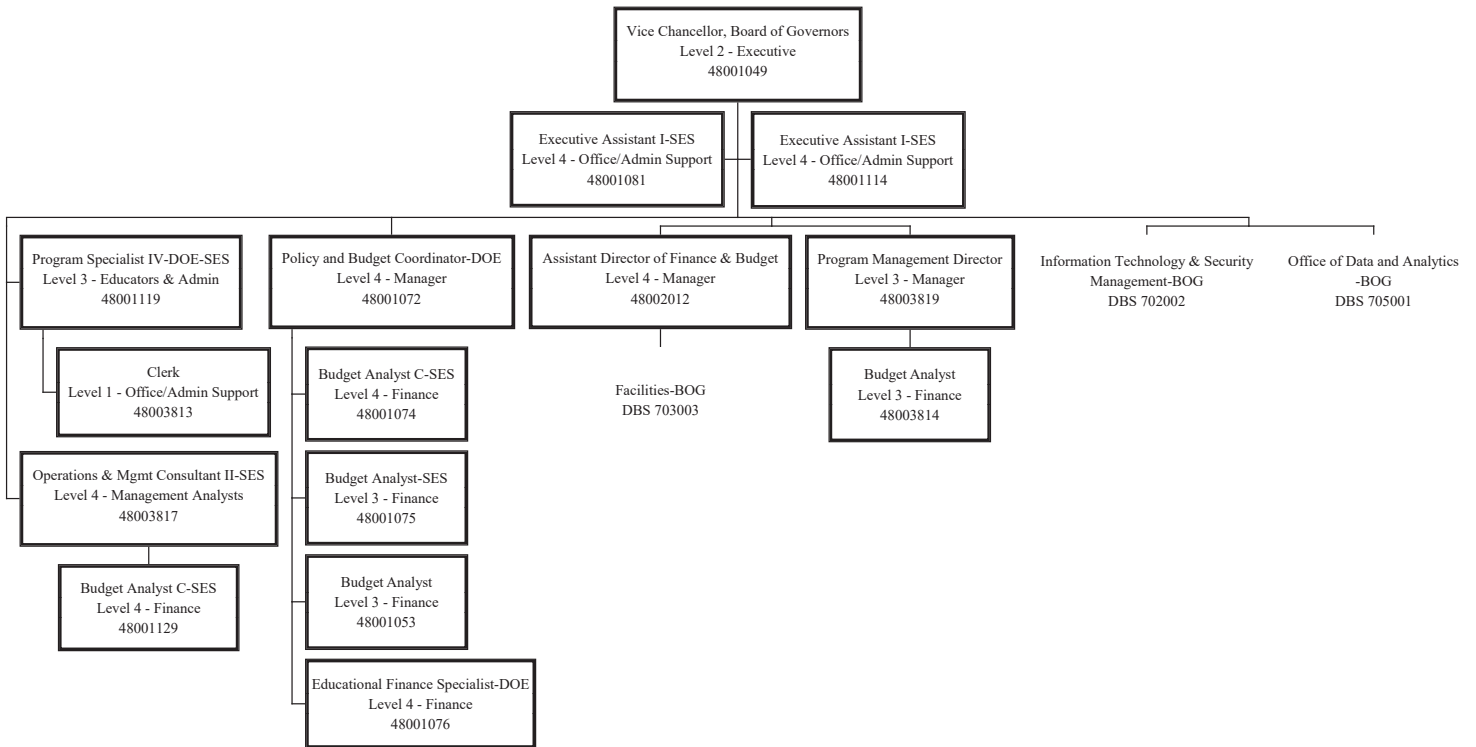 Vice Chancellor, Board of Governors
Level 2 - Executive
48001049
Executive Assistant I-SES
Level 4 - Office/Admin Support
48001081
Executive Assistant I-SES
Level 4 - Office/Admin Support
48001114
Program Specialist IV-DOE-SES
Level 3 - Educators & Admin
48001119
Clerk
Level 1 - Office/Admin Support
48003813
Operations & Mgmt Consultant II-SES
Level 4 - Management Analysts
48003817
Budget Analyst C-SES
Level 4 - Finance
48001129
Policy and Budget Coordinator-DOE
Level 4 - Manager
48001072
Budget Analyst C-SES
Level 4 - Finance
48001074
Budget Analyst-SES
Level 3 - Finance
48001075
Budget Analyst
Level 3 - Finance
48001053
Educational Finance Specialist-DOE
Level 4 - Finance
48001076
Assistant Director of Finance & Budget
Level 4 - Manager
48002012
Facilities-BOG
DBS 703003
Program Management Director
Level 3 - Manager
48003819
Budget Analyst
Level 3 - Finance
48003814
Information Technology & Security
Management-BOG
DBS 702002
Office of Data and Analytics
-BOG
DBS 705001